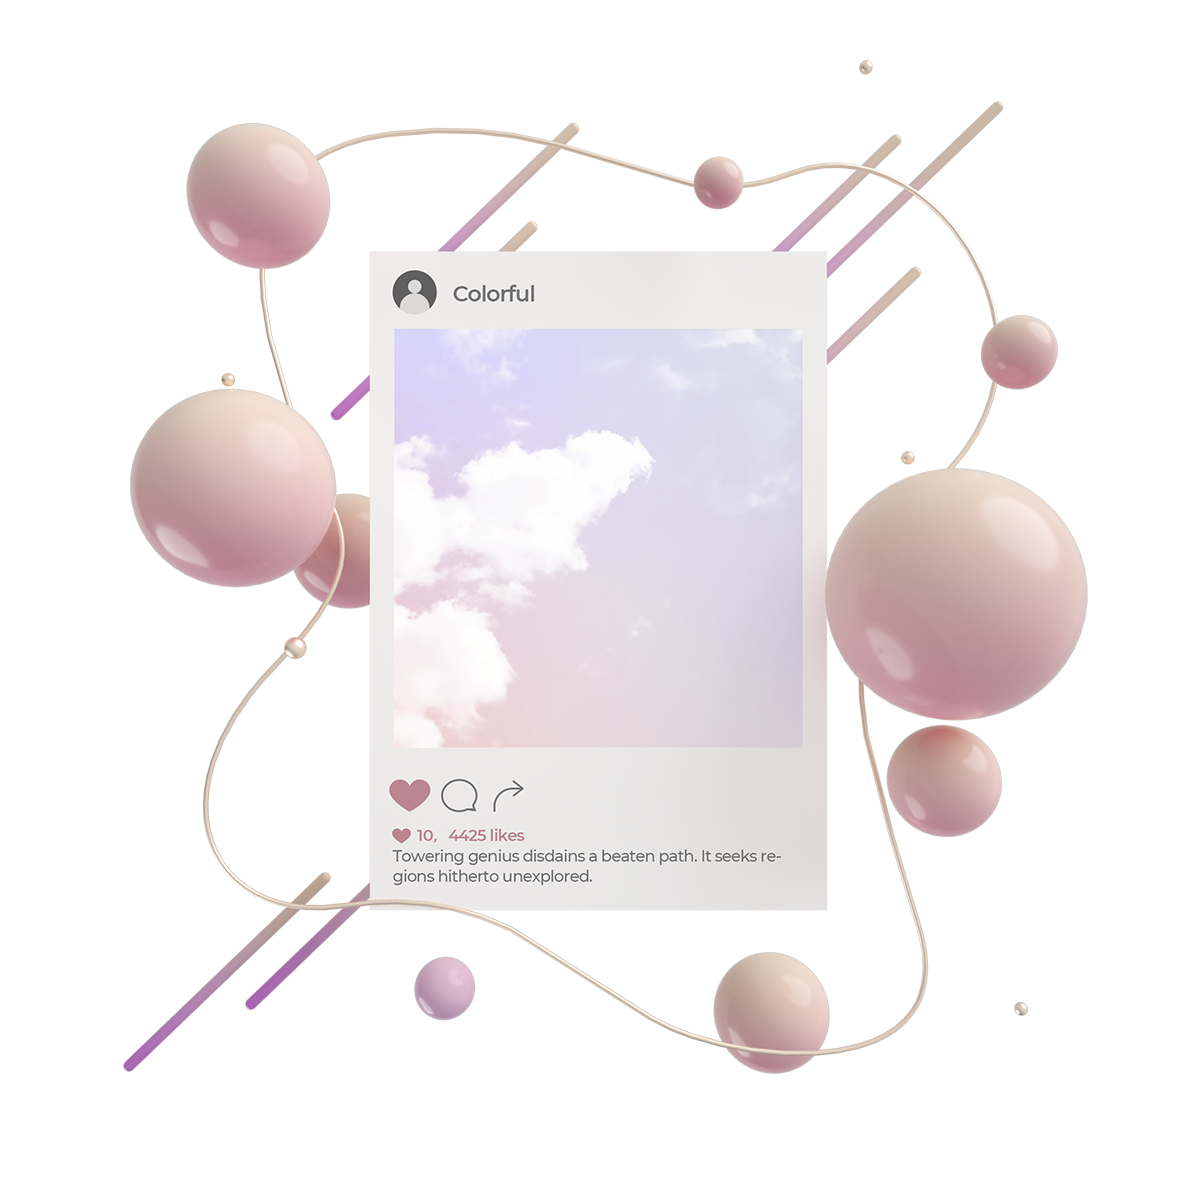 Colorful
10, 4425 likes
Towering genius disdains a beaten path. It seeks re-
gions hitherto unexplored.